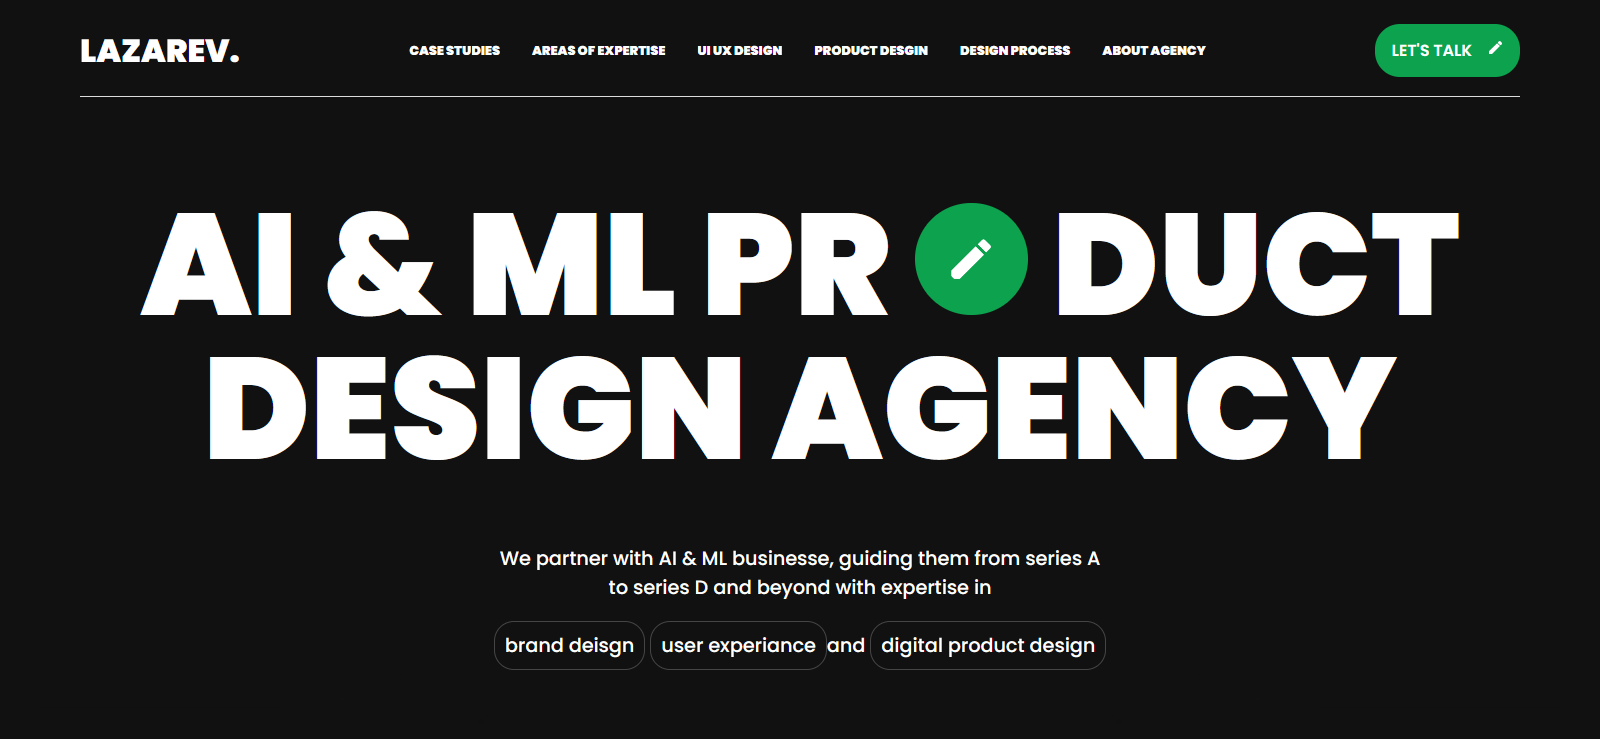 LAZAREV.
CASE STUDIES
AREAS OF EXPERTISE
UI UX DESIGN
PRODUCT DESGIN
DESIGN PROCESS
ABOUT AGENCY
LET'S TALK
AI & ML PR DUCT
DESIGN AGENCY
We partner with AI & ML businesse, guiding them from series A
to series D and beyond with expertise in
brand deisgn user experiance and digital product design